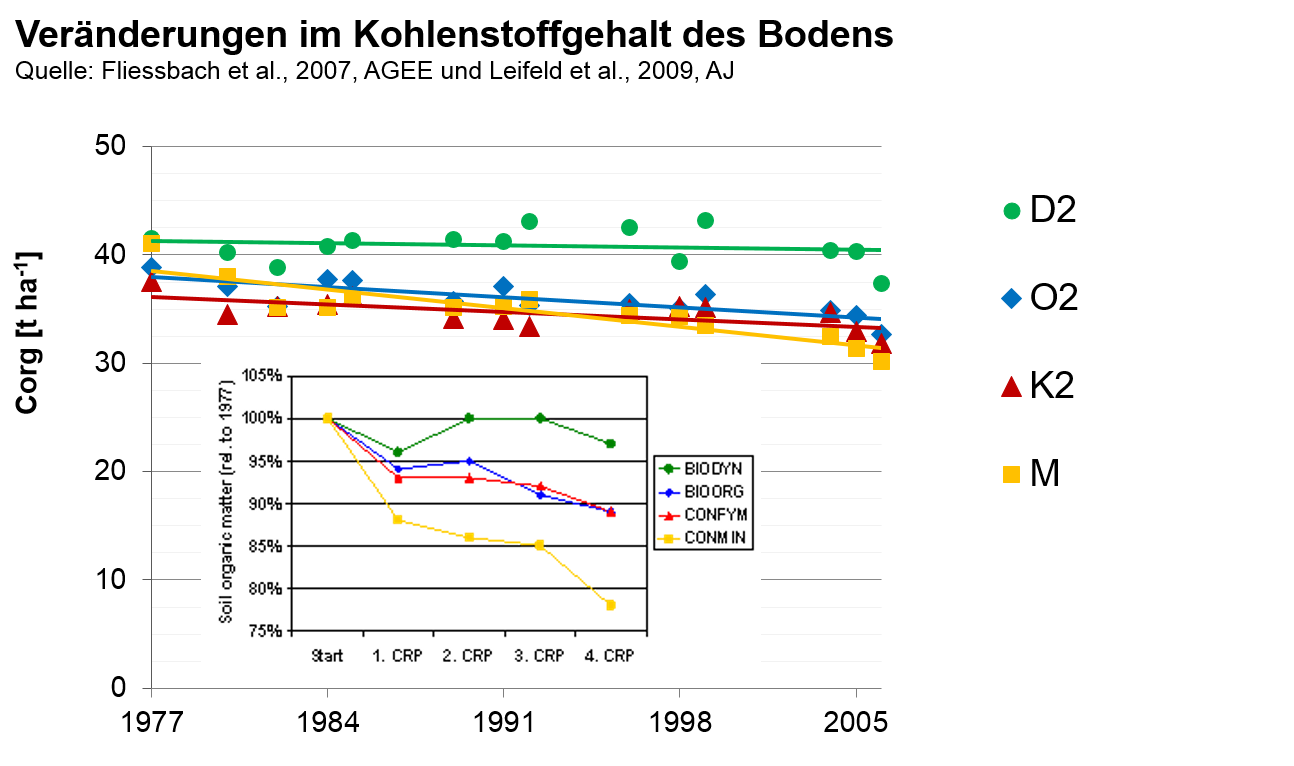 Veränderungen im Kohlenstoffgehalt des Bodens
Quelle: Fliessbach et al., 2007, AGEE und Leifeld et al., 2009, AJ
Corg [t ha-1]
50
40
30
20
10
0
1977
1984
1991
1998
2005
D2
O2
K2
M
Soil organic matter [rel. to 1977)
105%
100%
95%
90%
85%
80%
75%
Start
1. CRP
2. CRP
3. CRP
4. CRP
BIODYN
BIOORG
CONFYM
CONMIN